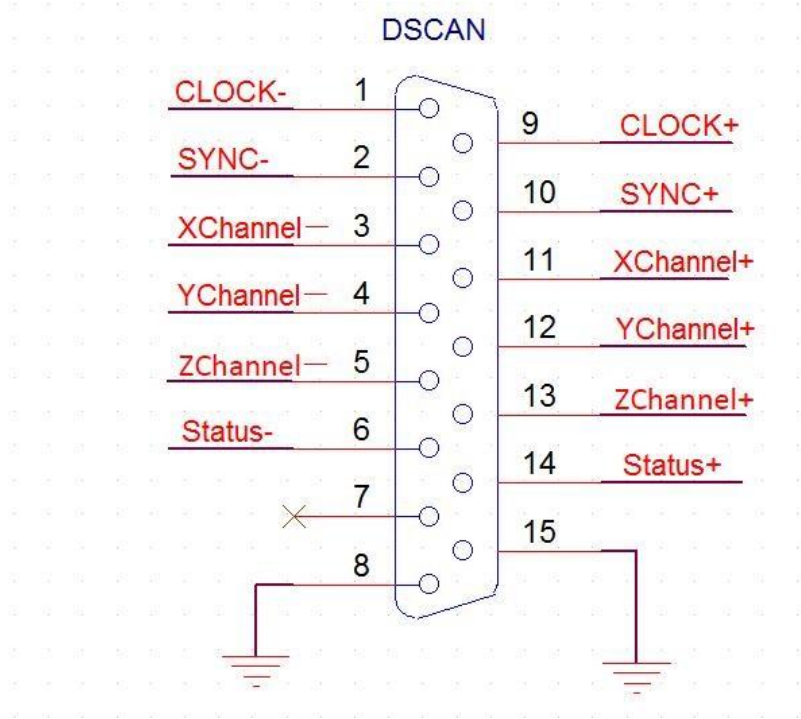 DSCAN
CLOCK- 1
9 CLOCK+
SYNC- 2
10 SYNC+
XChannel— 3
11 XChannel+
YChannel— 4
12 YChannel+
ZChannel— 5
13 ZChannel+
Status- 6
14 Status+
7
15
8